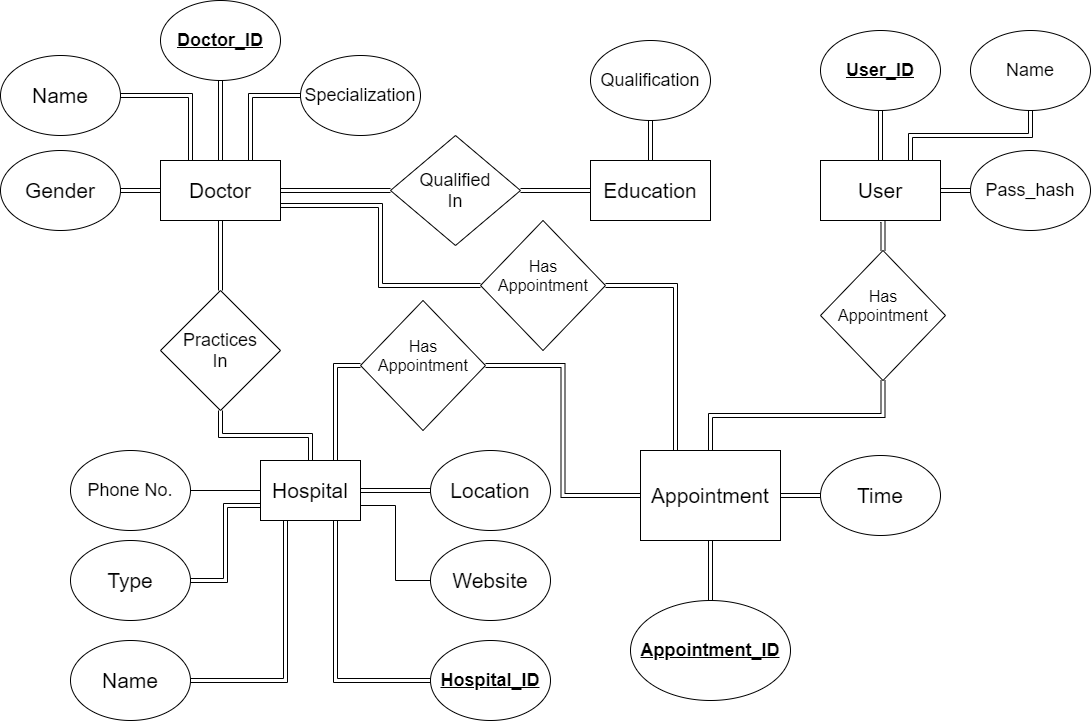 Doctor_ID
User_ID
Name
Qualification
Name
Specialization
Qualified
In
Gender
Doctor
Education
User
Pass_hash
Has
Appointment
Has
Appointment
Practices
In
Has
Appointment
Phone No.
Hospital
Location
Appointment
Time
Type
Website
Appointment_ID
Name
Hospital_ID